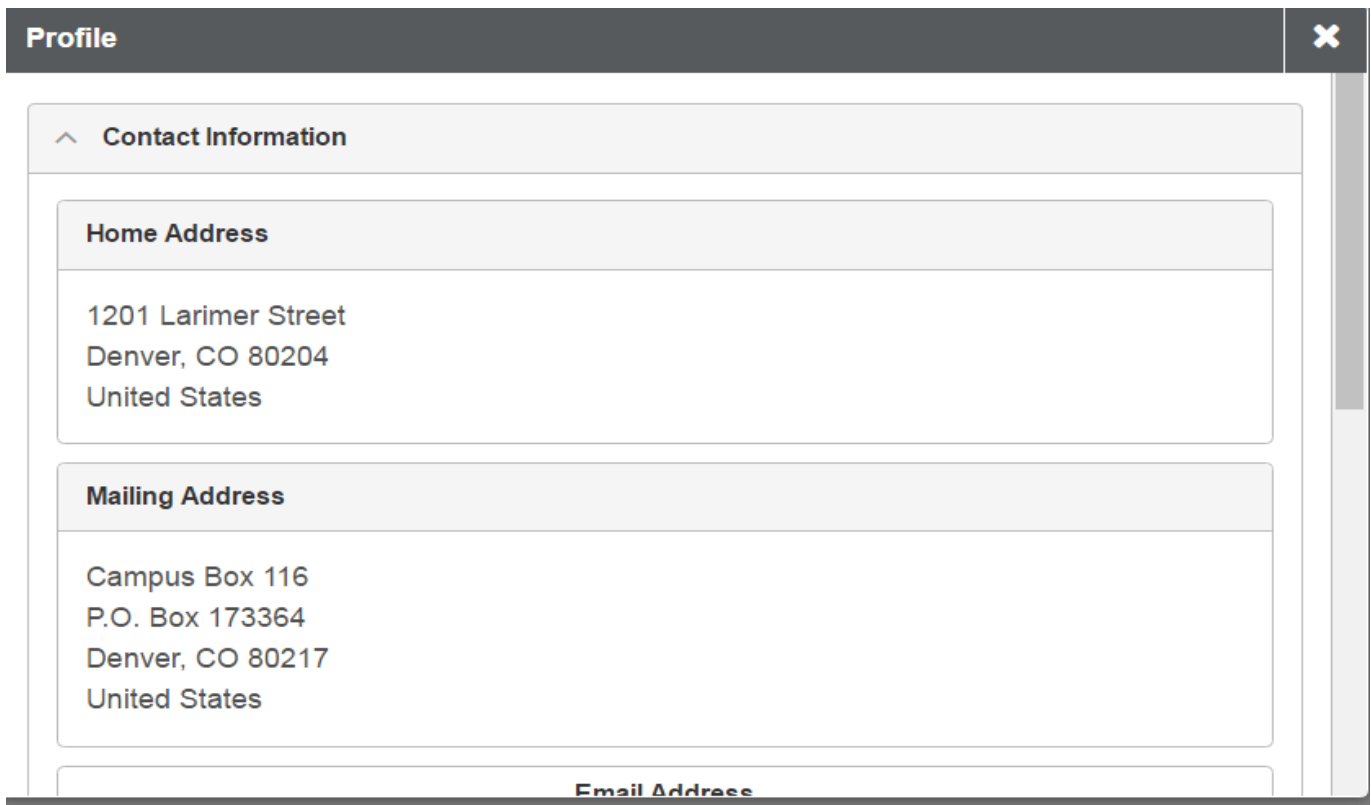 Profile
Contact Information
Home Address
1201 Larimer Street
Denver, CO 80204
United States
Mailing Address
Campus Box 116
P.O. Box 173364
Denver, CO 80217
United States
Email Address